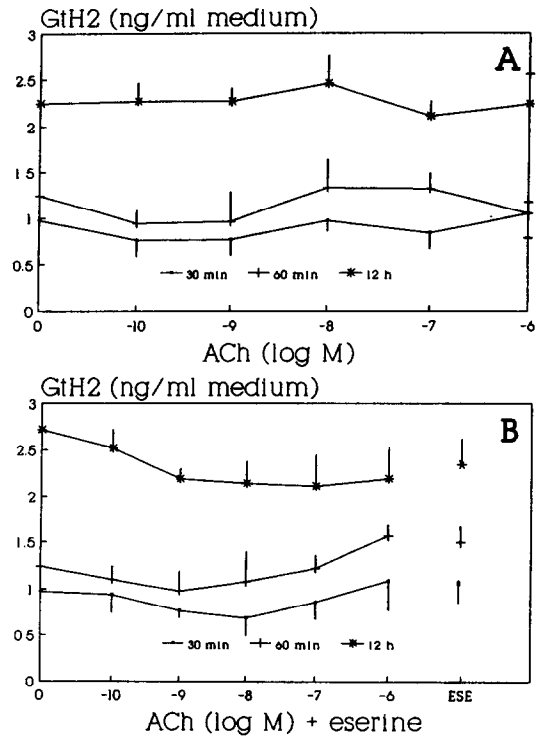 GtH2 (ng/ml medium)
A
3
2.5
2
1.5
1
0.5
0
30 min 60 min 12 h
0 -10 -9 -8 -7 -6
ACh (log M)
GtH2 (ng/ml medium)
B
3
2.5
2
1.5
1
0.5
0
30 min 60 min 12 h
0 -10 -9 -8 -7 -6 ESE
ACh (log M) + eserine